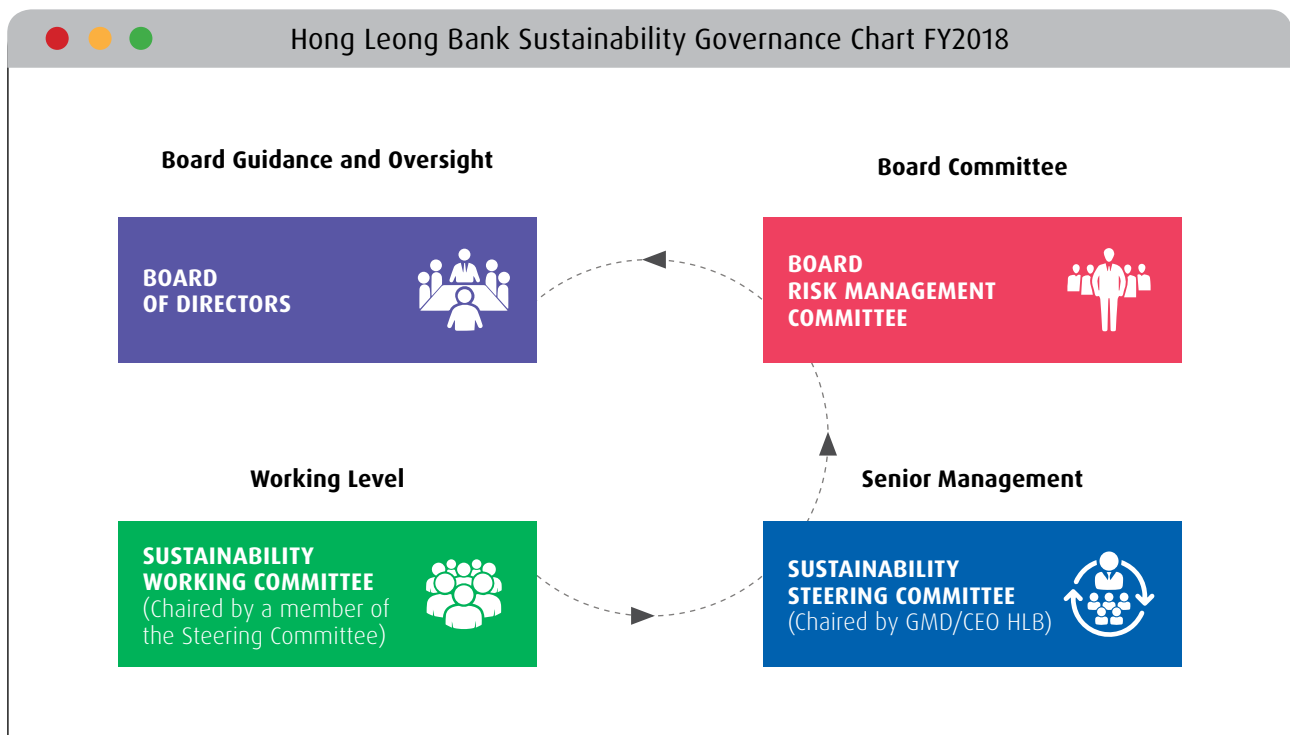 Hong Leong Bank Sustainability Governance Chart FY2018
Board Guidance and Oversight
BOARD
OF DIRECTORS
Board Committee
BOARD
RISK MANAGEMENT
COMMITTEE
Working Level
SUSTAINABILITY
WORKING COMMITTEE
(Chaired by a member of
the Steering Committee)
Senior Management
SUSTAINABILITY
STEERING COMMITTEE
(Chaired by GMD/CEO HLB)